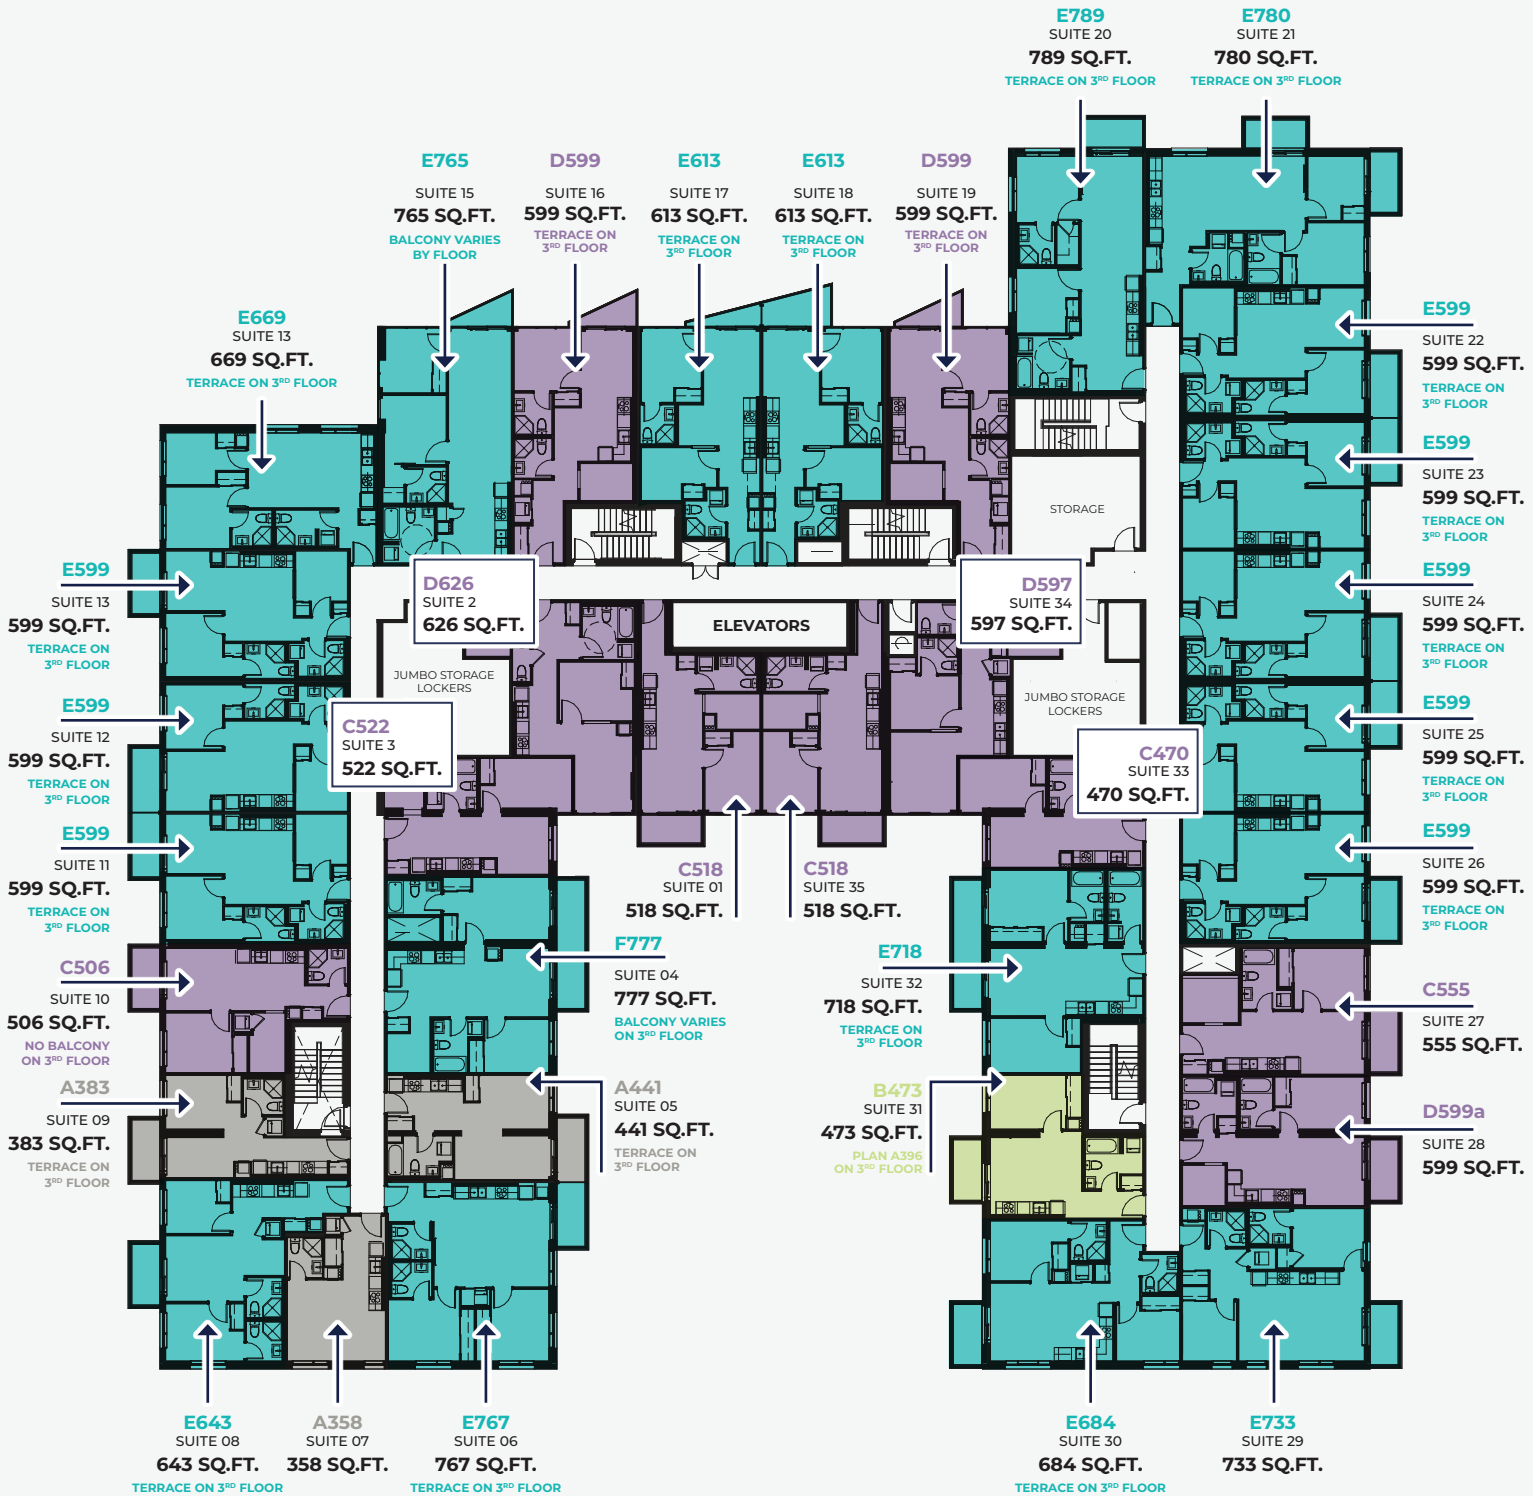 E789
SUITE 20
789 SQ.FT.
TERRACE ON 3RD FLOOR
E780
SUITE 21
780 SQ.FT.
TERRACE ON 3RD FLOOR
E765
SUITE 15
765 SQ.FT.
BALCONY VARIES
BY FLOOR
D599
SUITE 16
599 SQ.FT.
TERRACE ON
3RD FLOOR
E613
SUITE 17
613 SQ.FT.
TERRACE ON
3RD FLOOR
E613
SUITE 18
613 SQ.FT.
TERRACE ON
3RD FLOOR
D599
SUITE 19
599 SQ.FT.
TERRACE ON
3RD FLOOR
E669
SUITE 13
669 SQ.FT.
TERRACE ON 3RD FLOOR
E599
SUITE 22
599 SQ.FT.
TERRACE ON
3RD FLOOR
E599
SUITE 23
599 SQ.FT.
TERRACE ON
3RD FLOOR
STORAGE
E599
SUITE 13
599 SQ.FT.
TERRACE ON
3RD FLOOR
D626
SUITE 2
626 SQ.FT.
ELEVATORS
D597
SUITE 34
597 SQ.FT.
E599
SUITE 24
599 SQ.FT.
TERRACE ON
3RD FLOOR
JUMBO STORAGE
LOCKERS
JUMBO STORAGE
LOCKERS
E599
SUITE 12
599 SQ.FT.
TERRACE ON
3RD FLOOR
C522
SUITE 3
522 SQ.FT.
C470
SUITE 33
470 SQ.FT.
E599
SUITE 25
599 SQ.FT.
TERRACE ON
3RD FLOOR
E599
SUITE 11
599 SQ.FT.
TERRACE ON
3RD FLOOR
C518
SUITE 01
518 SQ.FT.
C518
SUITE 35
518 SQ.FT.
E599
SUITE 26
599 SQ.FT.
TERRACE ON
3RD FLOOR
C506
SUITE 10
506 SQ.FT.
NO BALCONY
ON 3RD FLOOR
F777
SUITE 04
777 SQ.FT.
BALCONY VARIES
ON 3RD FLOOR
E718
SUITE 32
718 SQ.FT.
TERRACE ON
3RD FLOOR
C555
SUITE 27
555 SQ.FT.
A383
SUITE 09
383 SQ.FT.
TERRACE ON
3RD FLOOR
A441
SUITE 05
441 SQ.FT.
TERRACE ON
3RD FLOOR
B473
SUITE 31
473 SQ.FT.
PLAN A396
ON 3RD FLOOR
D599a
SUITE 28
599 SQ.FT.
E643
SUITE 08
643 SQ.FT.
TERRACE ON 3RD FLOOR
A358
SUITE 07
358 SQ.FT.
E767
SUITE 06
767 SQ.FT.
TERRACE ON 3RD FLOOR
E684
SUITE 30
684 SQ.FT.
TERRACE ON 3RD FLOOR
E733
SUITE 29
733 SQ.FT.